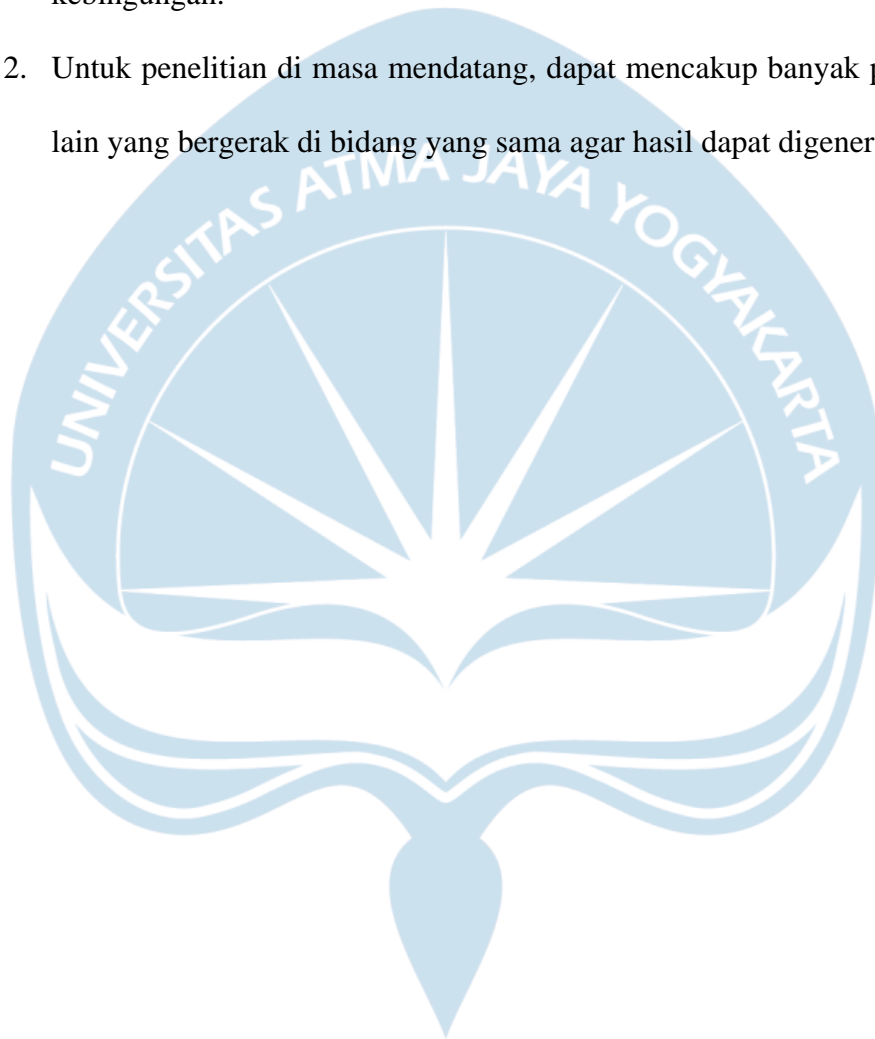 kebingungan.
2. Untuk penelitian di masa mendatang, dapat mencakup banyak
lain yang bergerak di bidang yang sama agar hasil dapat
UNIVERSITAS ATMA JAYA YOGYAKARTA